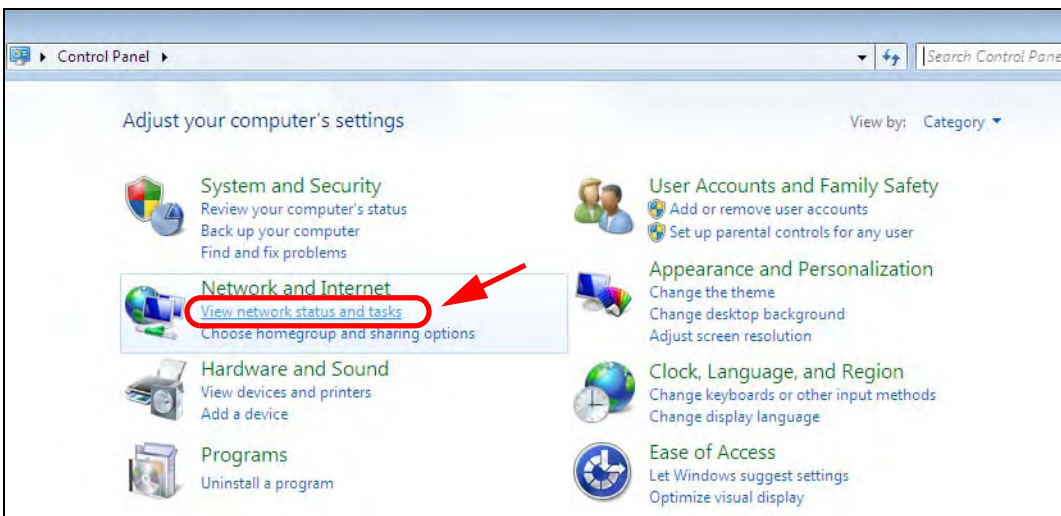 Control Panel
Search Control Pane
Adjust your computer's settings
View by: Category
System and Security
Review your computer's status
Back up your computer
Find and fix problems
Network and Internet
View network status and tasks
Choose homegroup and sharing options
Hardware and Sound
View devices and printers
Add a device
Programs
Uninstall a program
User Accounts and Family Safety
Add or remove user accounts
Set up parental controls for any user
Appearance and Personalization
Change the theme
Change desktop background
Adjust screen resolution
Clock, Language, and Region
Change keyboards or other input methods
Change display language
Ease of Access
Let Windows suggest settings
Optimize visual display